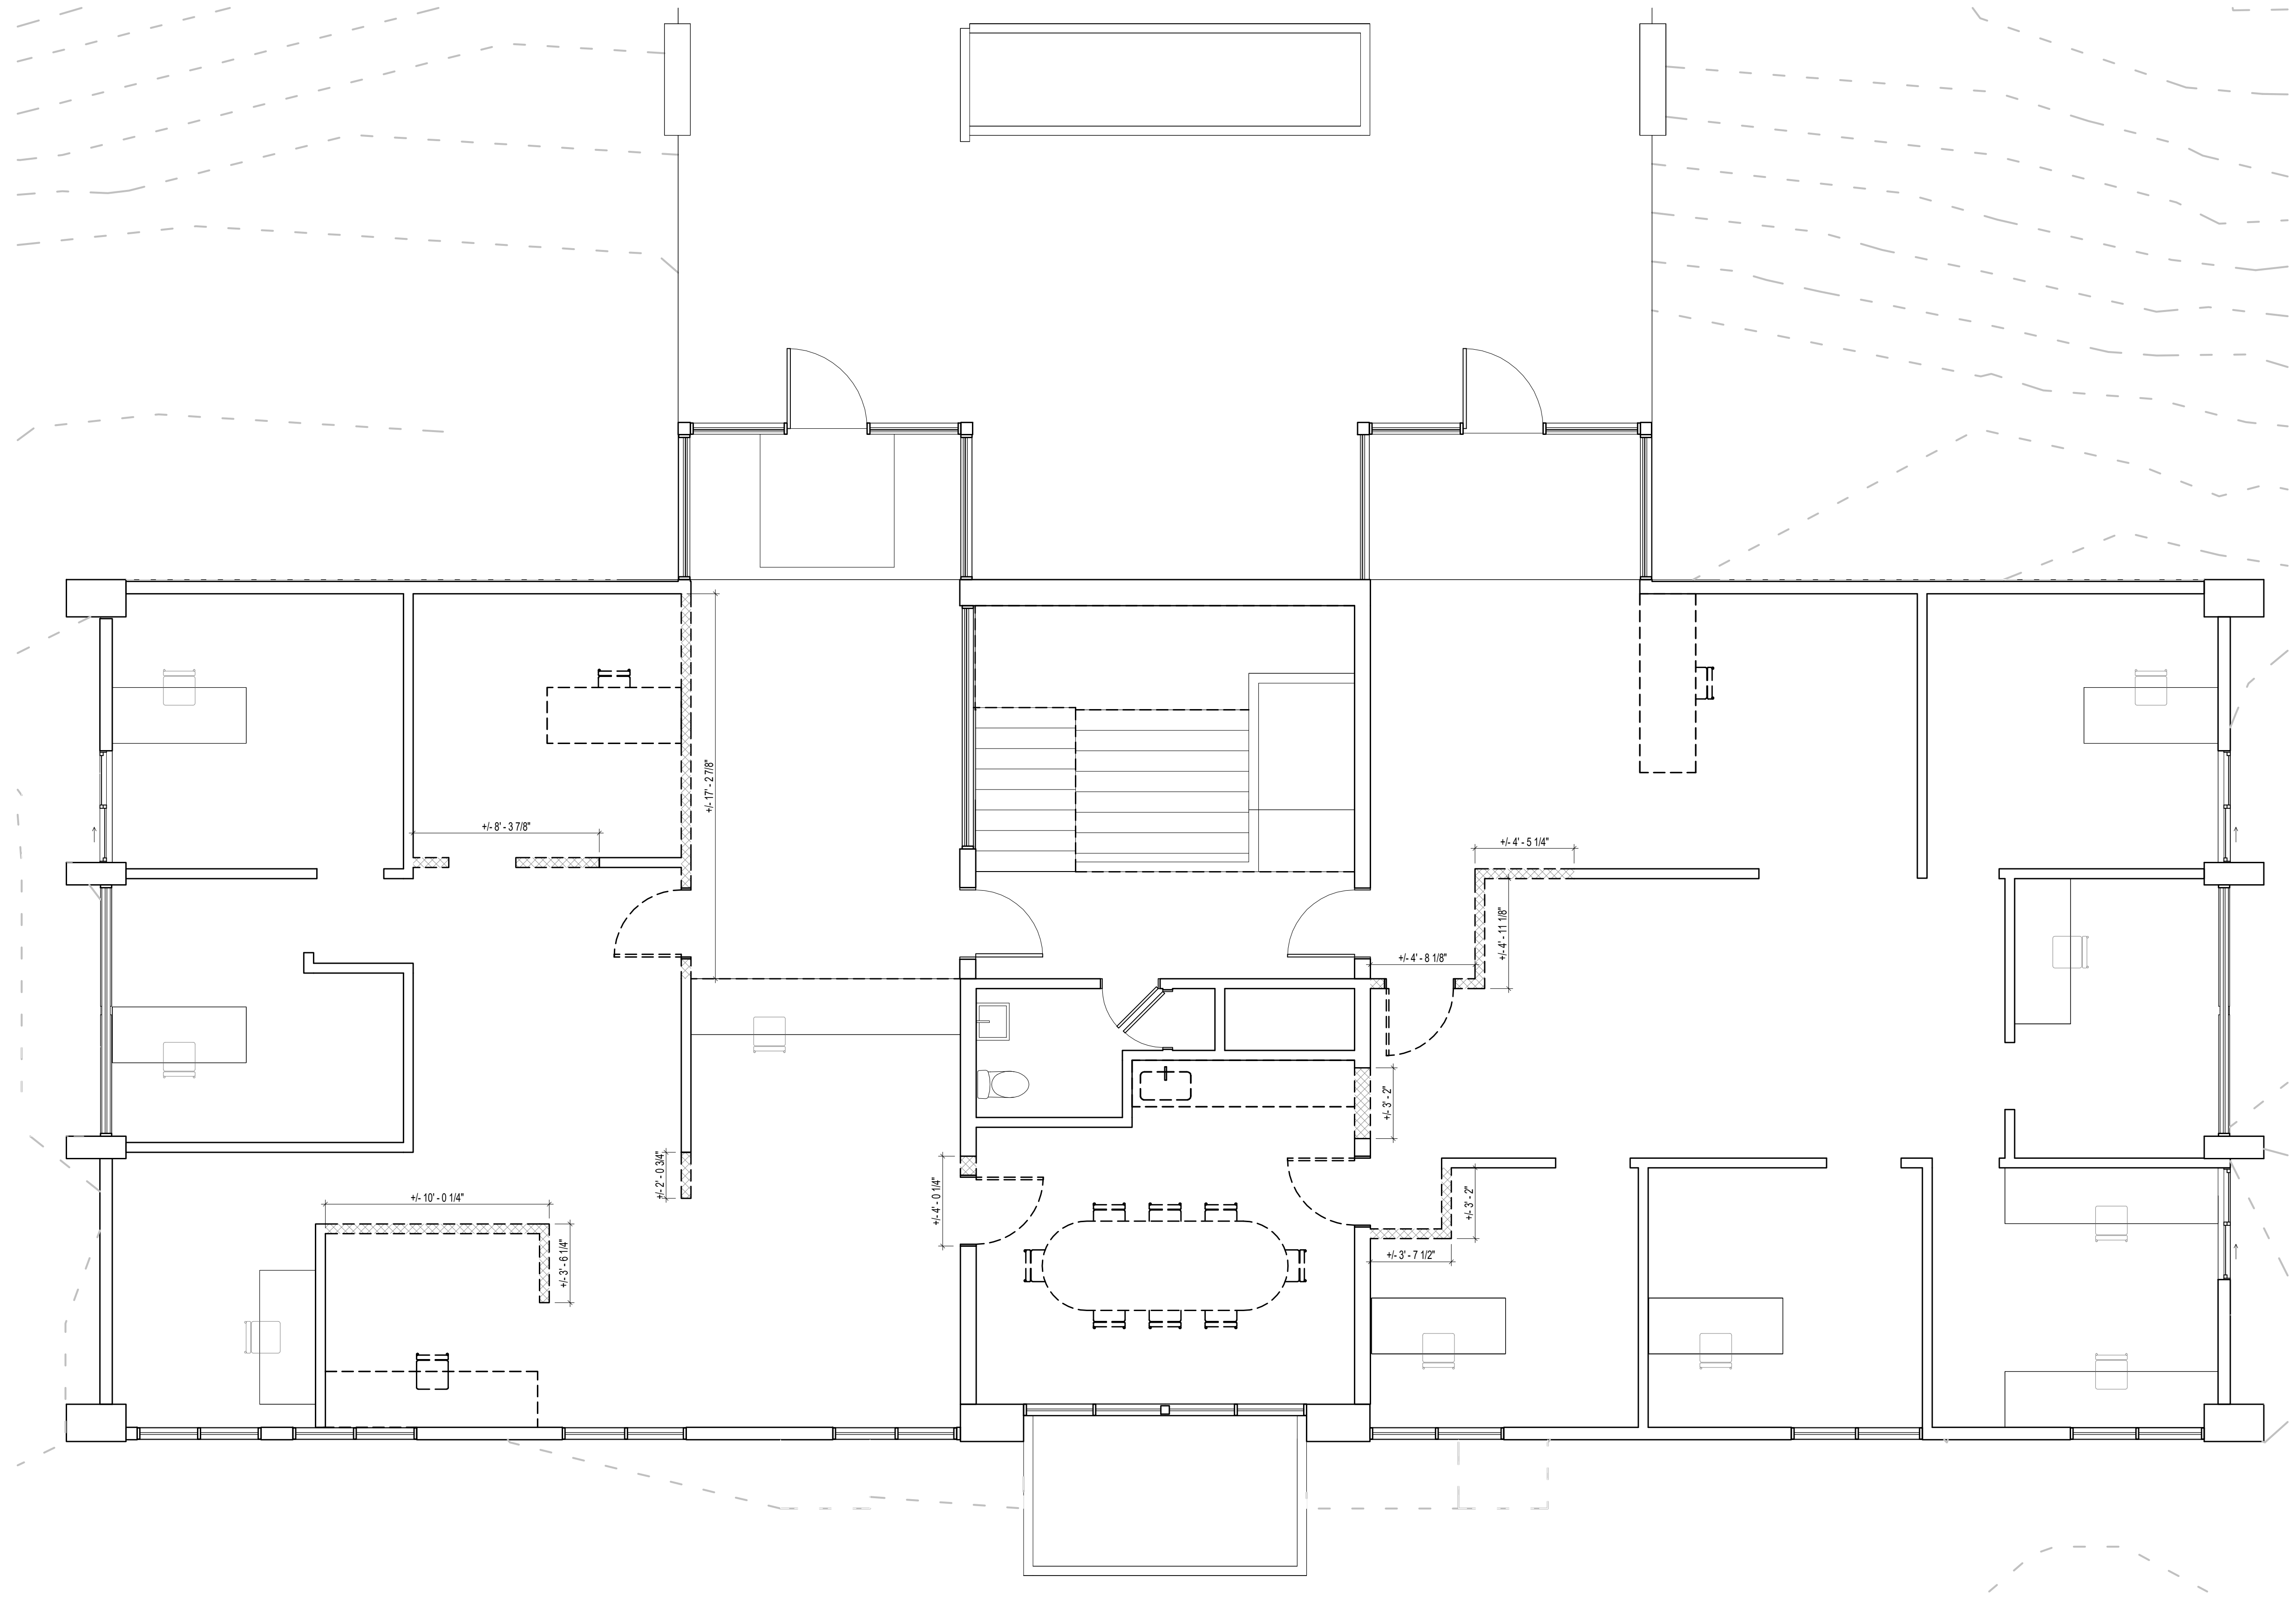 +/- 17' - 2 7/8"
+/- 8' - 3 7/8"
+/- 4' - 5 1/4"
+/- 4' - 11 1/8"
+/- 4' - 8 1/8"
+/- 3' - 2"
+/- 2' - 0 3/4"
+/- 10' - 0 1/4"
+/- 4' - 0 1/4"
+/- 3' - 2"
+/- 3' - 6 1/4"
+/- 3' - 7 1/2"